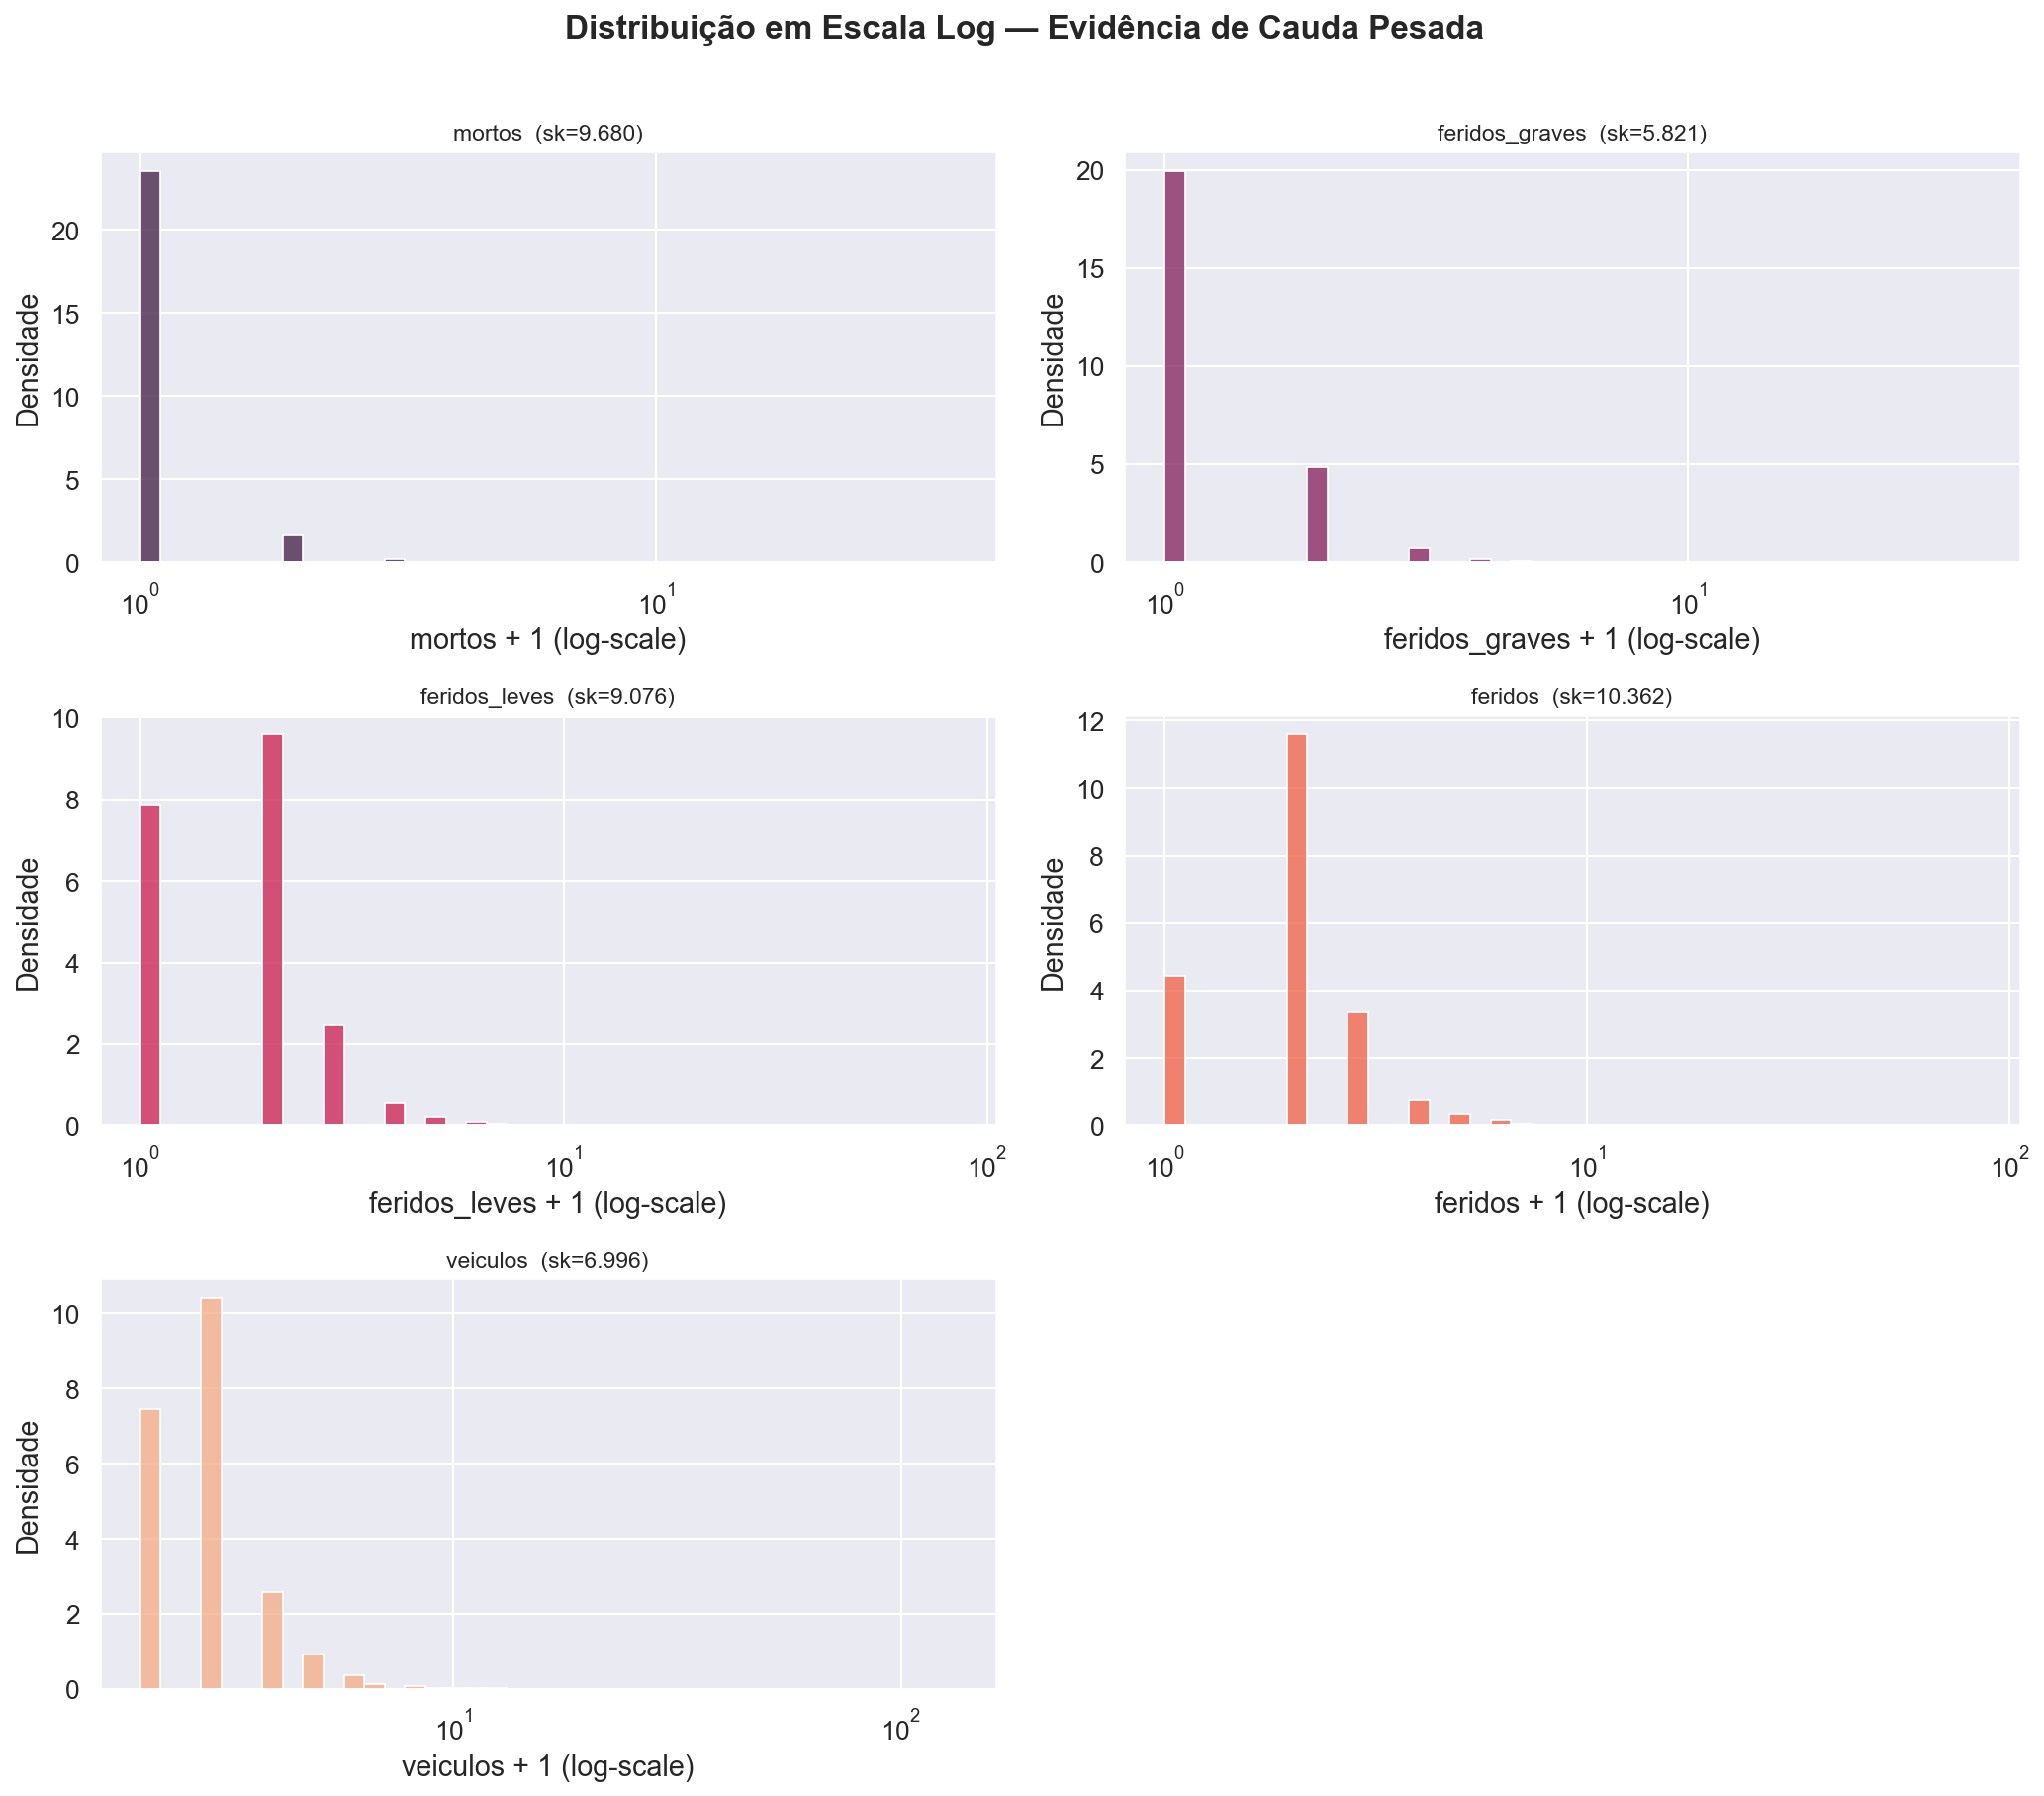 Distribuição em Escala Log — Evidência de Cauda Pesada
mortos (sk=9.680)
Densidade
20
15
10
5
0
10⁰
10¹
mortos + 1 (log-scale)
feridos_graves (sk=5.821)
Densidade
20
15
10
5
0
10⁰
10¹
feridos_graves + 1 (log-scale)
feridos_leves (sk=9.076)
Densidade
10
8
6
4
2
0
10⁰
10¹
10²
feridos_leves + 1 (log-scale)
feridos (sk=10.362)
Densidade
12
10
8
6
4
2
0
10⁰
10¹
10²
feridos + 1 (log-scale)
veiculos (sk=6.996)
Densidade
10
8
6
4
2
0
10¹
10²
veiculos + 1 (log-scale)